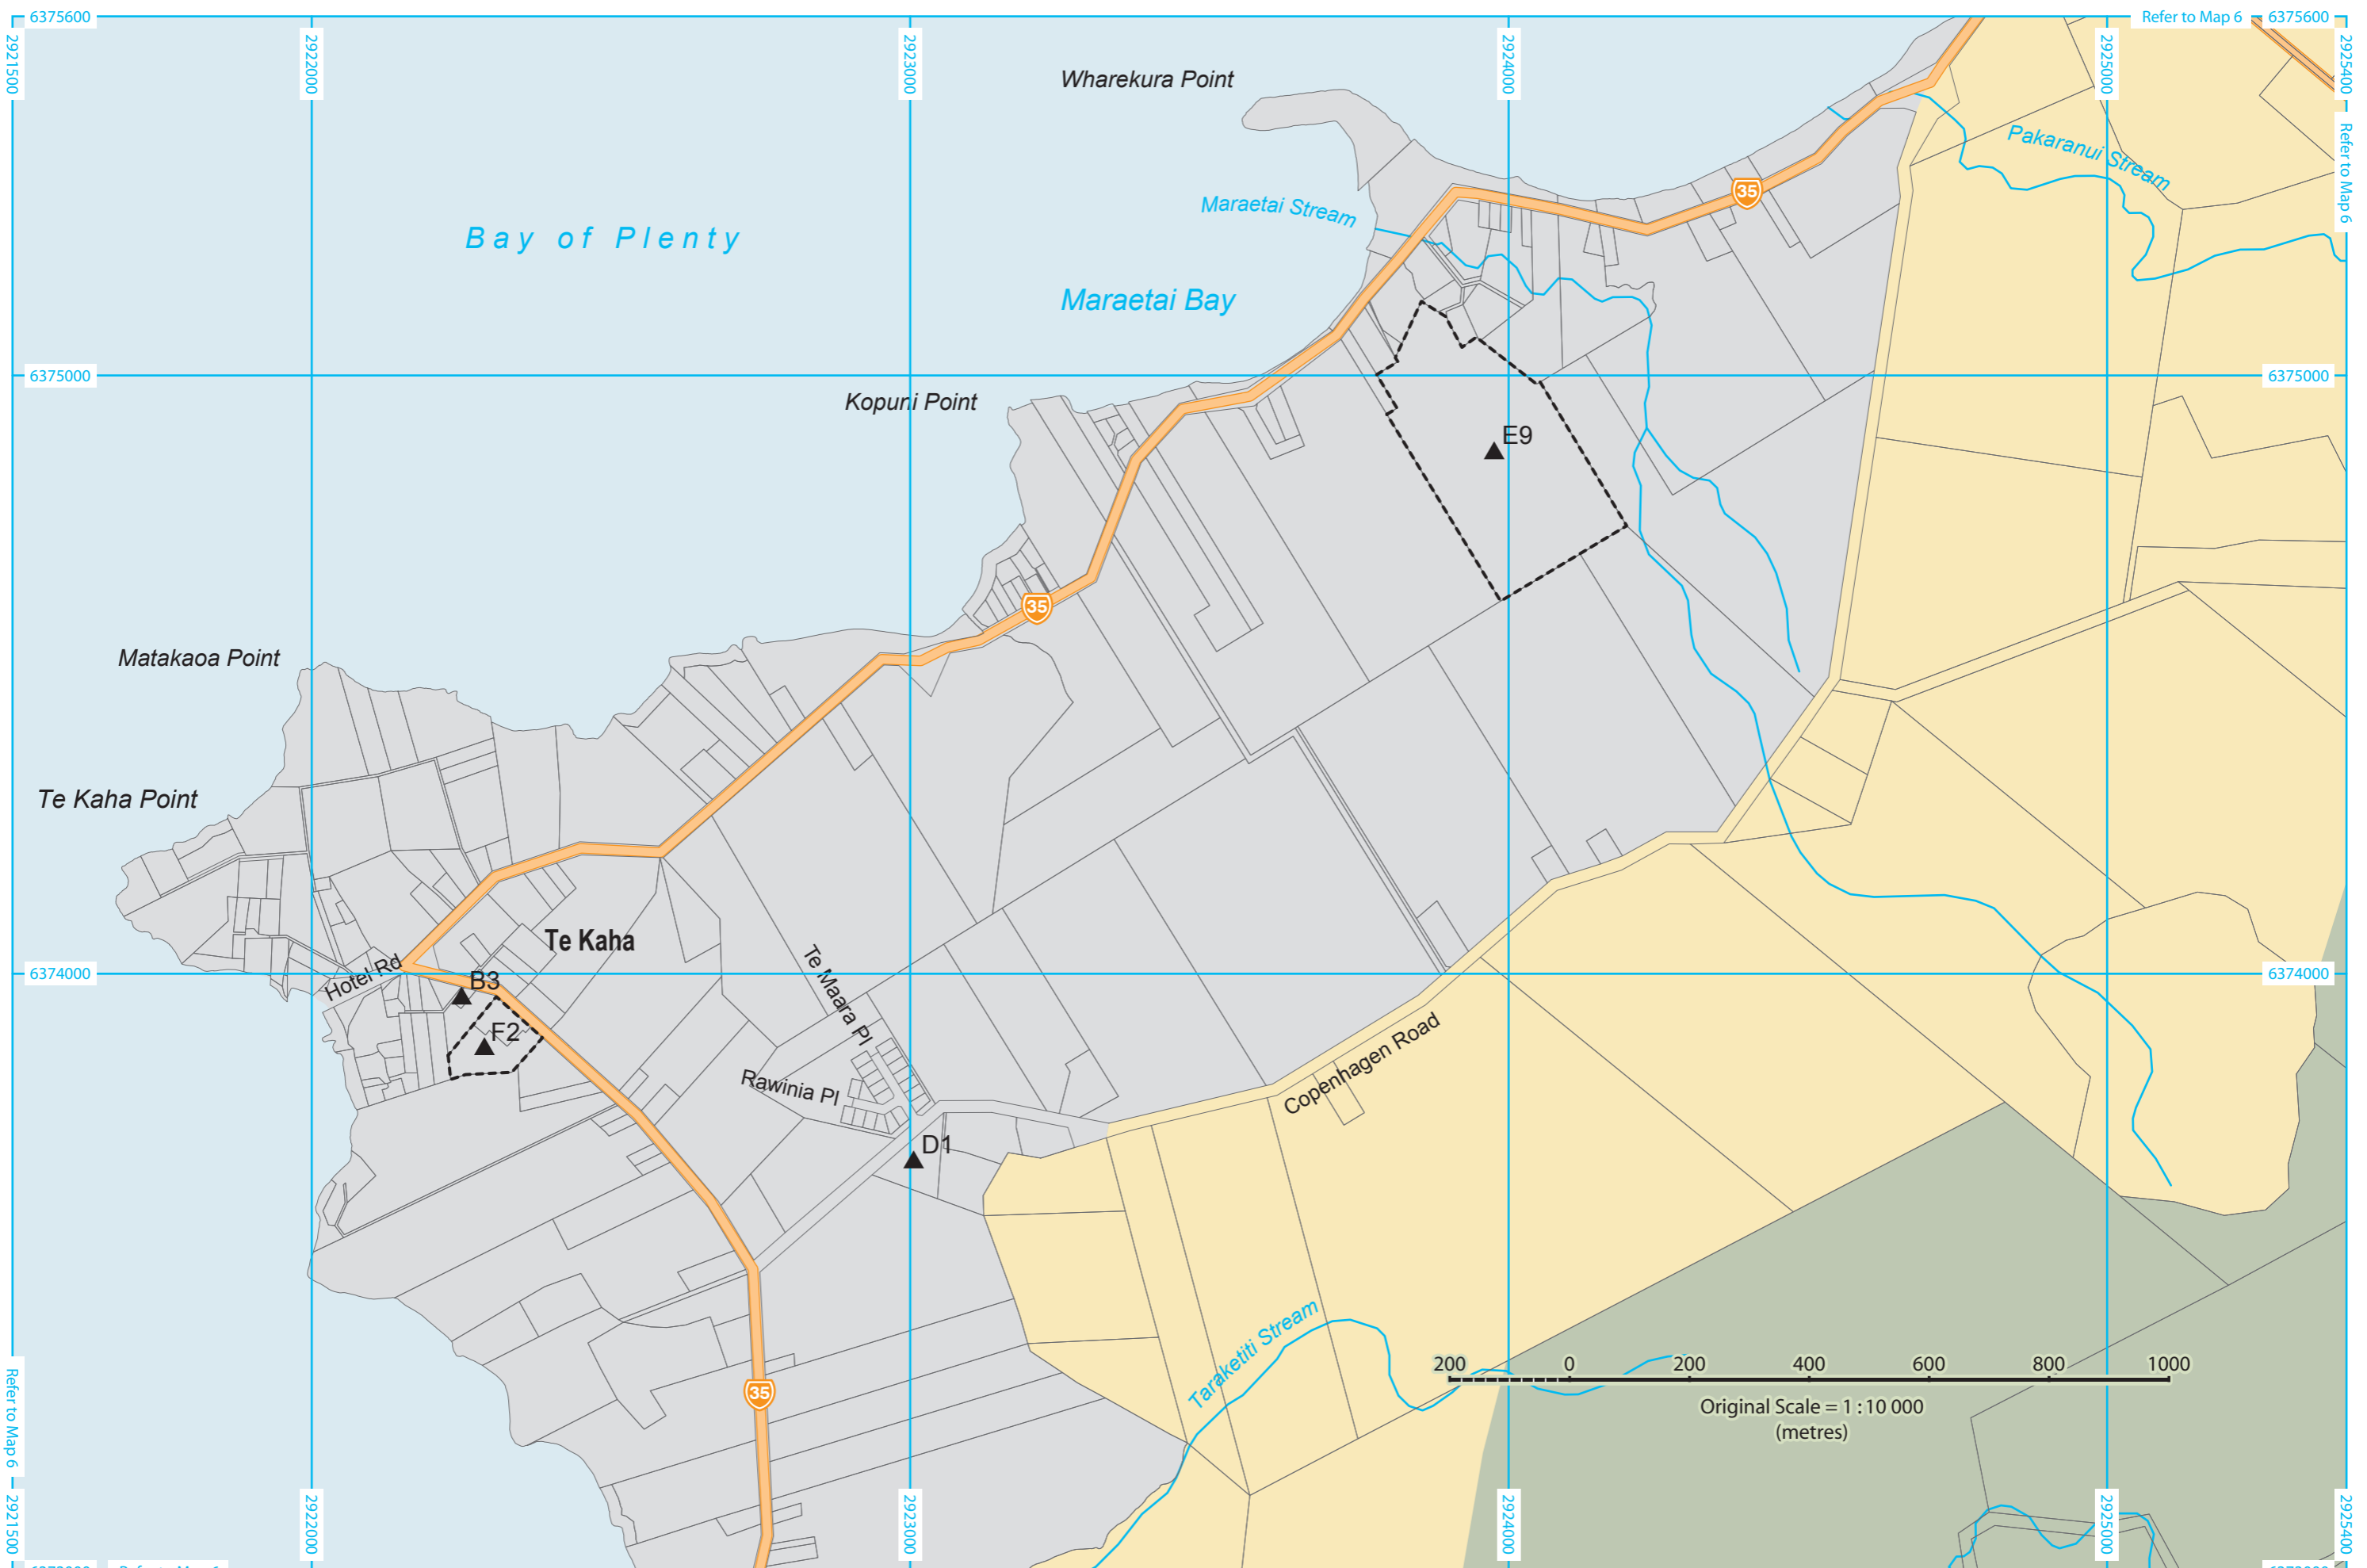 6375600
Refer to Map 6
6375600
2921500
2922000
2923000
2924000
2925000
2925400
Wharekura Point
Refer to Map 6
Pakaranui Stream
35
Maraetai Stream
Bay of Plenty
Maraetai Bay
6375000
6375000
Kopuni Point
E9
35
Matakaoa Point
Te Kaha Point
Te Kaha
Te Maara Pl
Hotel Rd
6374000
6374000
B3
F2
Copenhagen Road
Rawinia Pl
D1
Taraketiti Stream
35
200 0 200 400 600 800 1000
Original Scale = 1 : 10 000
(metres)
Refer to Map 6
2921500
2922000
2923000
2924000
2925000
2925400